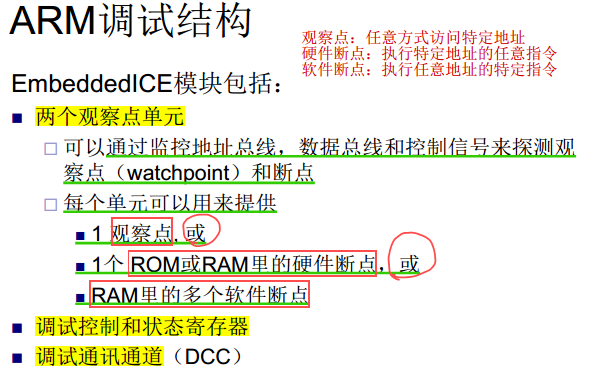 ARM调试结构
观察点：任意方式访问特定地址
硬件断点：执行特定地址的任意指令
软件断点：执行任意地址的特定指令
EmbeddedICE模块包括：
两个观察点单元
可以通过监控地址总线，数据总线和控制信号来探测观
察点（watchpoint）和断点
每个单元可以用来提供
1 观察点, 或
1个 ROM或RAM里的硬件断点，或
RAM里的多个软件断点
调试控制和状态寄存器
调试通讯通道（DCC）